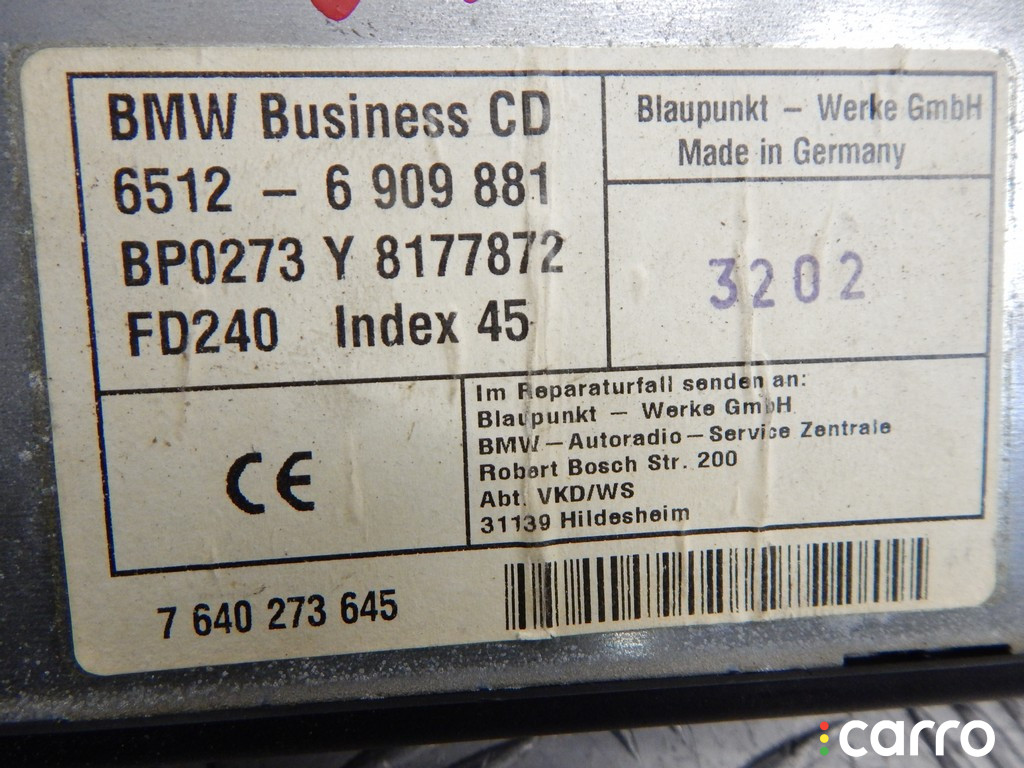 BMW Business CD
6512 – 6 909 881
BP0273 Y 8177872
FD240 Index 45
Blaupunkt – Werke GmbH
Made in Germany
3202
CE
Im Reparaturfall senden an:
Blaupunkt – Werke GmbH
BMW – Autoradio – Service Zentrale
Robert Bosch Str. 200
Abt. VKD/WS
31139 Hildesheim
7 640 273 645
carro